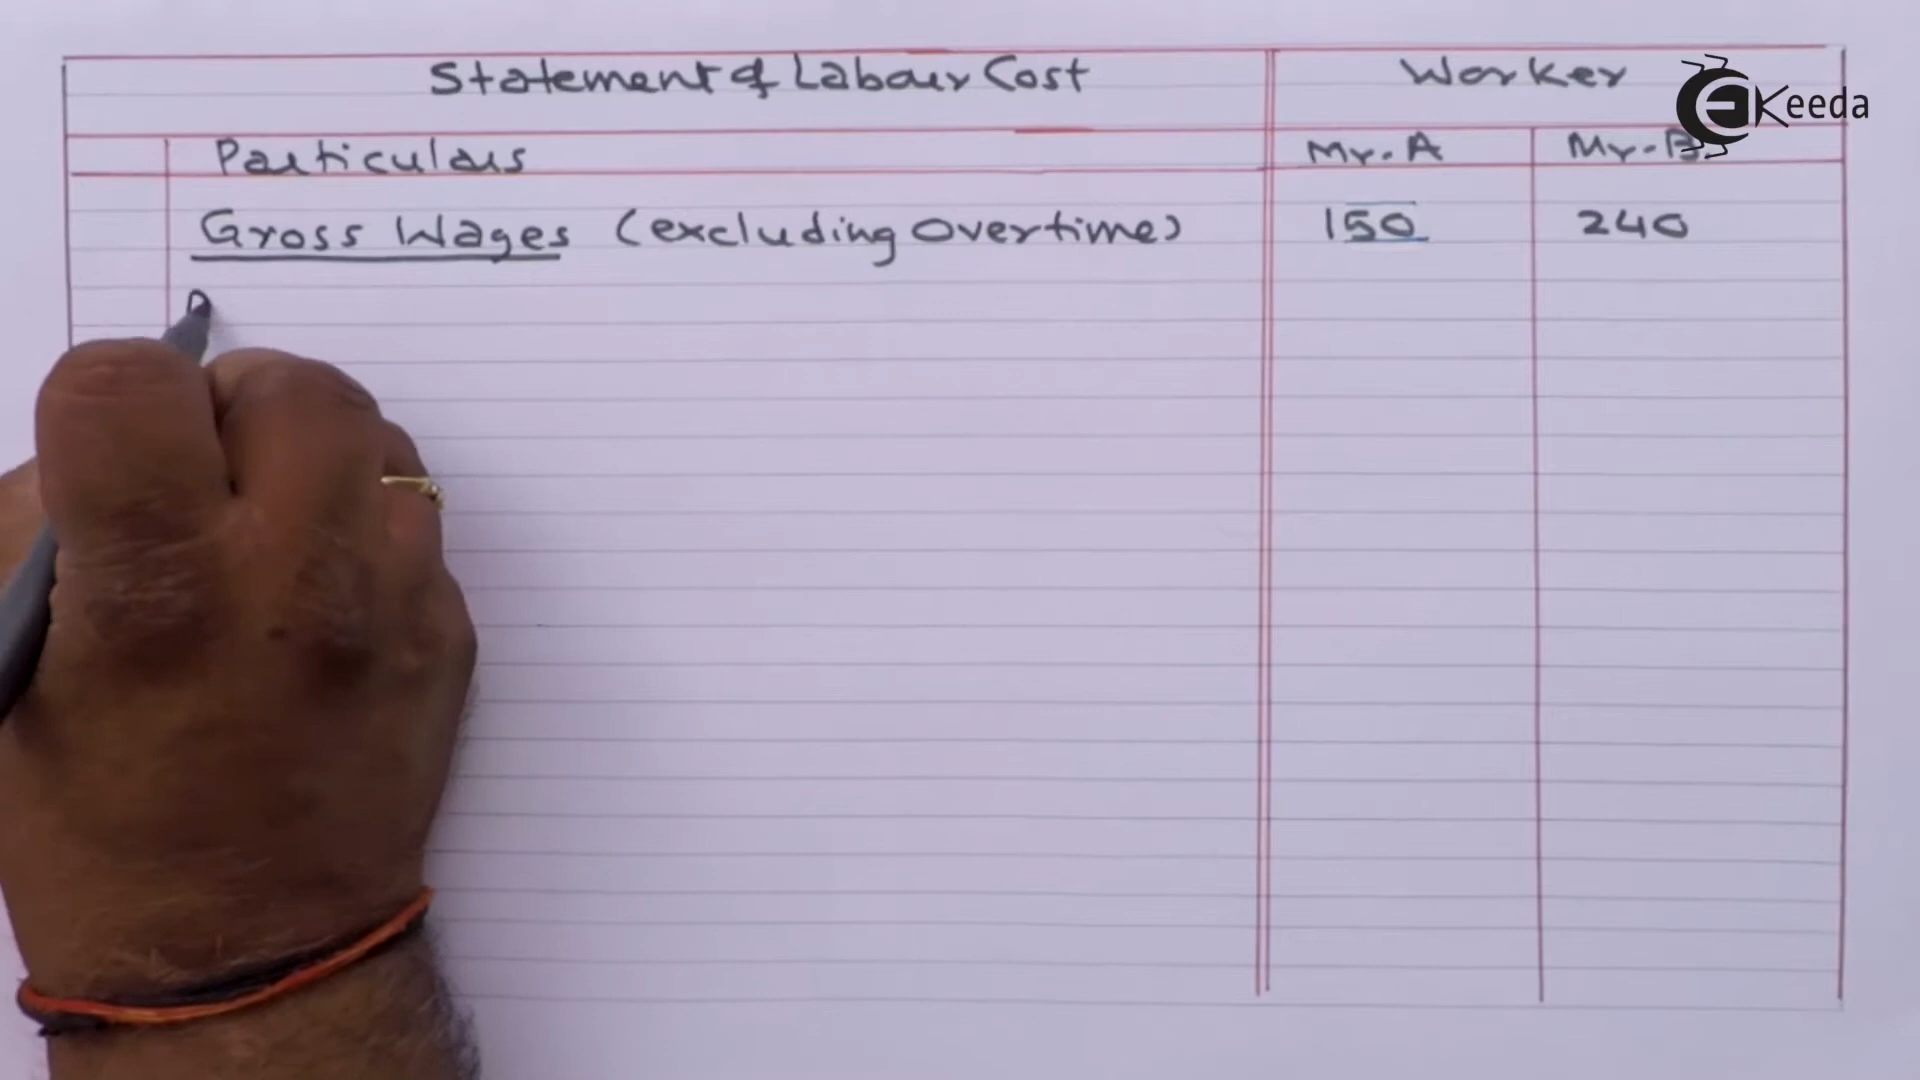 Statement of Labour Cost Worker
Particulars Mr. A Mr. B
Gross Wages (excluding overtime) 150 240
Keeda